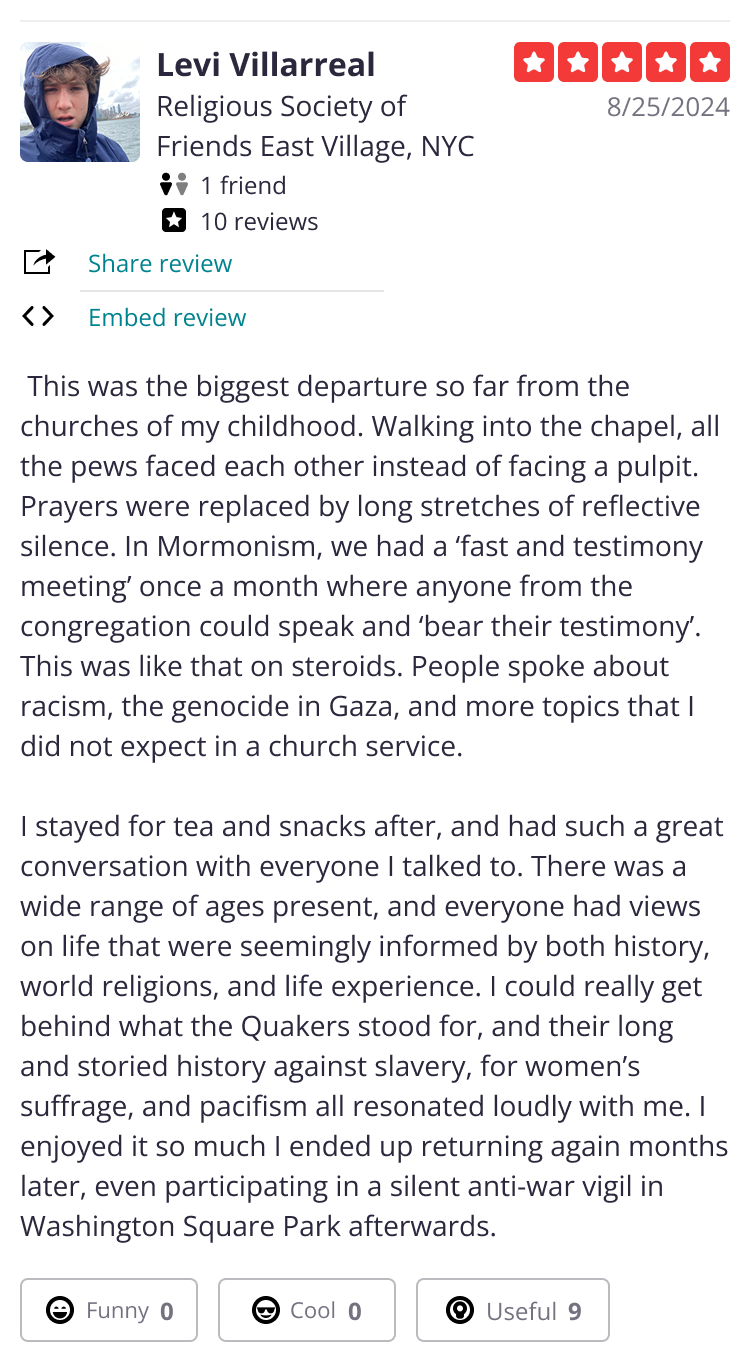 Levi Villarreal
8/25/2024
Religious Society of
Friends East Village, NYC
1 friend
10 reviews
Share review
Embed review
This was the biggest departure so far from the
churches of my childhood. Walking into the chapel, all
the pews faced each other instead of facing a pulpit.
Prayers were replaced by long stretches of reflective
silence. In Mormonism, we had a ‘fast and testimony
meeting’ once a month where anyone from the
congregation could speak and ‘bear their testimony’.
This was like that on steroids. People spoke about
racism, the genocide in Gaza, and more topics that I
did not expect in a church service.
I stayed for tea and snacks after, and had such a great
conversation with everyone I talked to. There was a
wide range of ages present, and everyone had views
on life that were seemingly informed by both history,
world religions, and life experience. I could really get
behind what the Quakers stood for, and their long
and storied history against slavery, for women’s
suffrage, and pacifism all resonated loudly with me. I
enjoyed it so much I ended up returning again months
later, even participating in a silent anti-war vigil in
Washington Square Park afterwards.
Funny 0
Cool 0
Useful 9